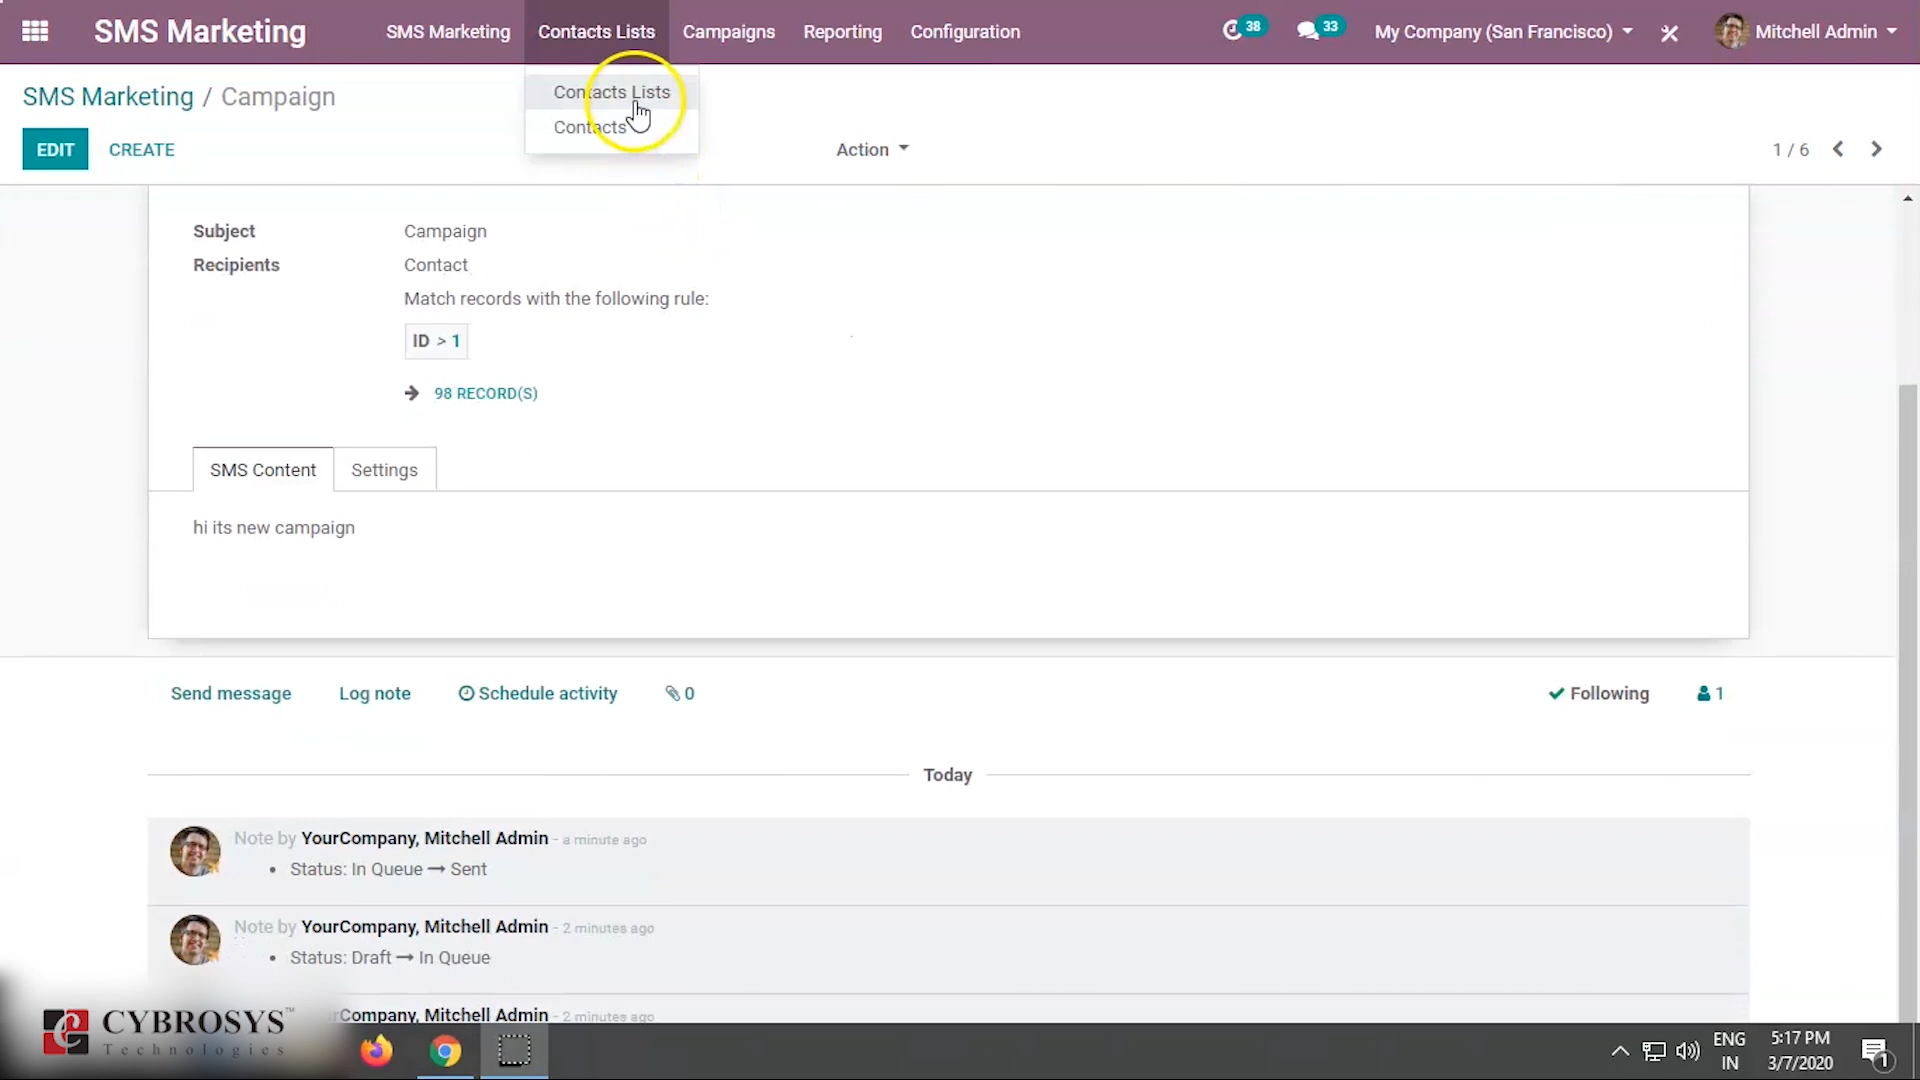 SMS Marketing SMS Marketing Contacts Lists Campaigns Reporting Configuration 38 33 My Company (San Francisco) Mitchell Admin
SMS Marketing / Campaign
Contacts Lists
Contacts
EDIT CREATE Action 1 / 6
Subject Campaign
Recipients Contact
Match records with the following rule:
ID > 1
98 RECORD(S)
SMS Content Settings
hi its new campaign
Send message Log note Schedule activity 0 Following 1
Today
Note by YourCompany, Mitchell Admin - a minute ago
• Status: In Queue → Sent
Note by YourCompany, Mitchell Admin - 2 minutes ago
• Status: Draft → In Queue
rCompany, Mitchell Admin - 2 minutes ago
CYBROSYS™
Technologies
ENG
IN
5:17 PM
3/7/2020
1